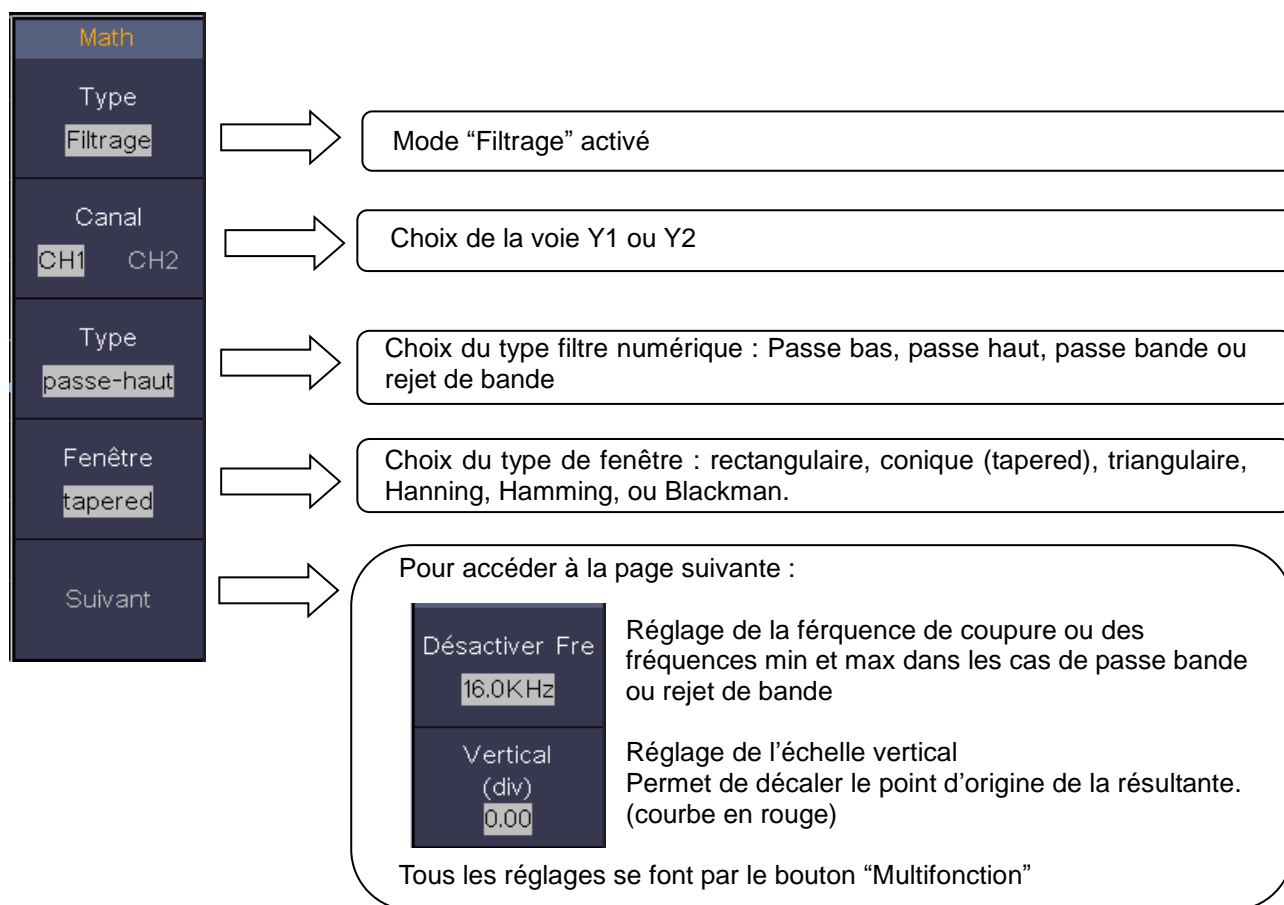 Math
Type
Filtrage
Mode “Filtrage” activé
Canal
CH1 CH2
Choix de la voie Y1 ou Y2
Type
passe-haut
Choix du type filtre numérique : Passe bas, passe haut, passe bande ou
rejet de bande
Fenêtre
tapered
Choix du type de fenêtre : rectangulaire, conique (tapered), triangulaire,
Hanning, Hamming, ou Blackman.
Suivant
Pour accéder à la page suivante :
Désactiver Fre
16.0KHz
Réglage de la férquence de coupure ou des
fréquences min et max dans les cas de passe bande
ou rejet de bande
Vertical
(div)
0.00
Réglage de l’échelle vertical
Permet de décaler le point d’origine de la résultante.
(courbe en rouge)
Tous les réglages se font par le bouton “Multifonction”